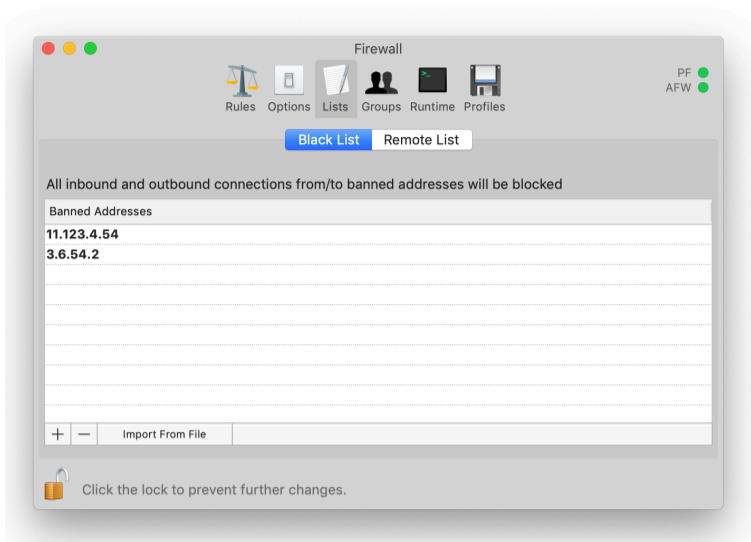 Firewall
Rules Options Lists Groups Runtime Profiles
PF
AFW
Black List Remote List
All inbound and outbound connections from/to banned addresses will be blocked
Banned Addresses
11.123.4.54
3.6.54.2
Import From File
Click the lock to prevent further changes.